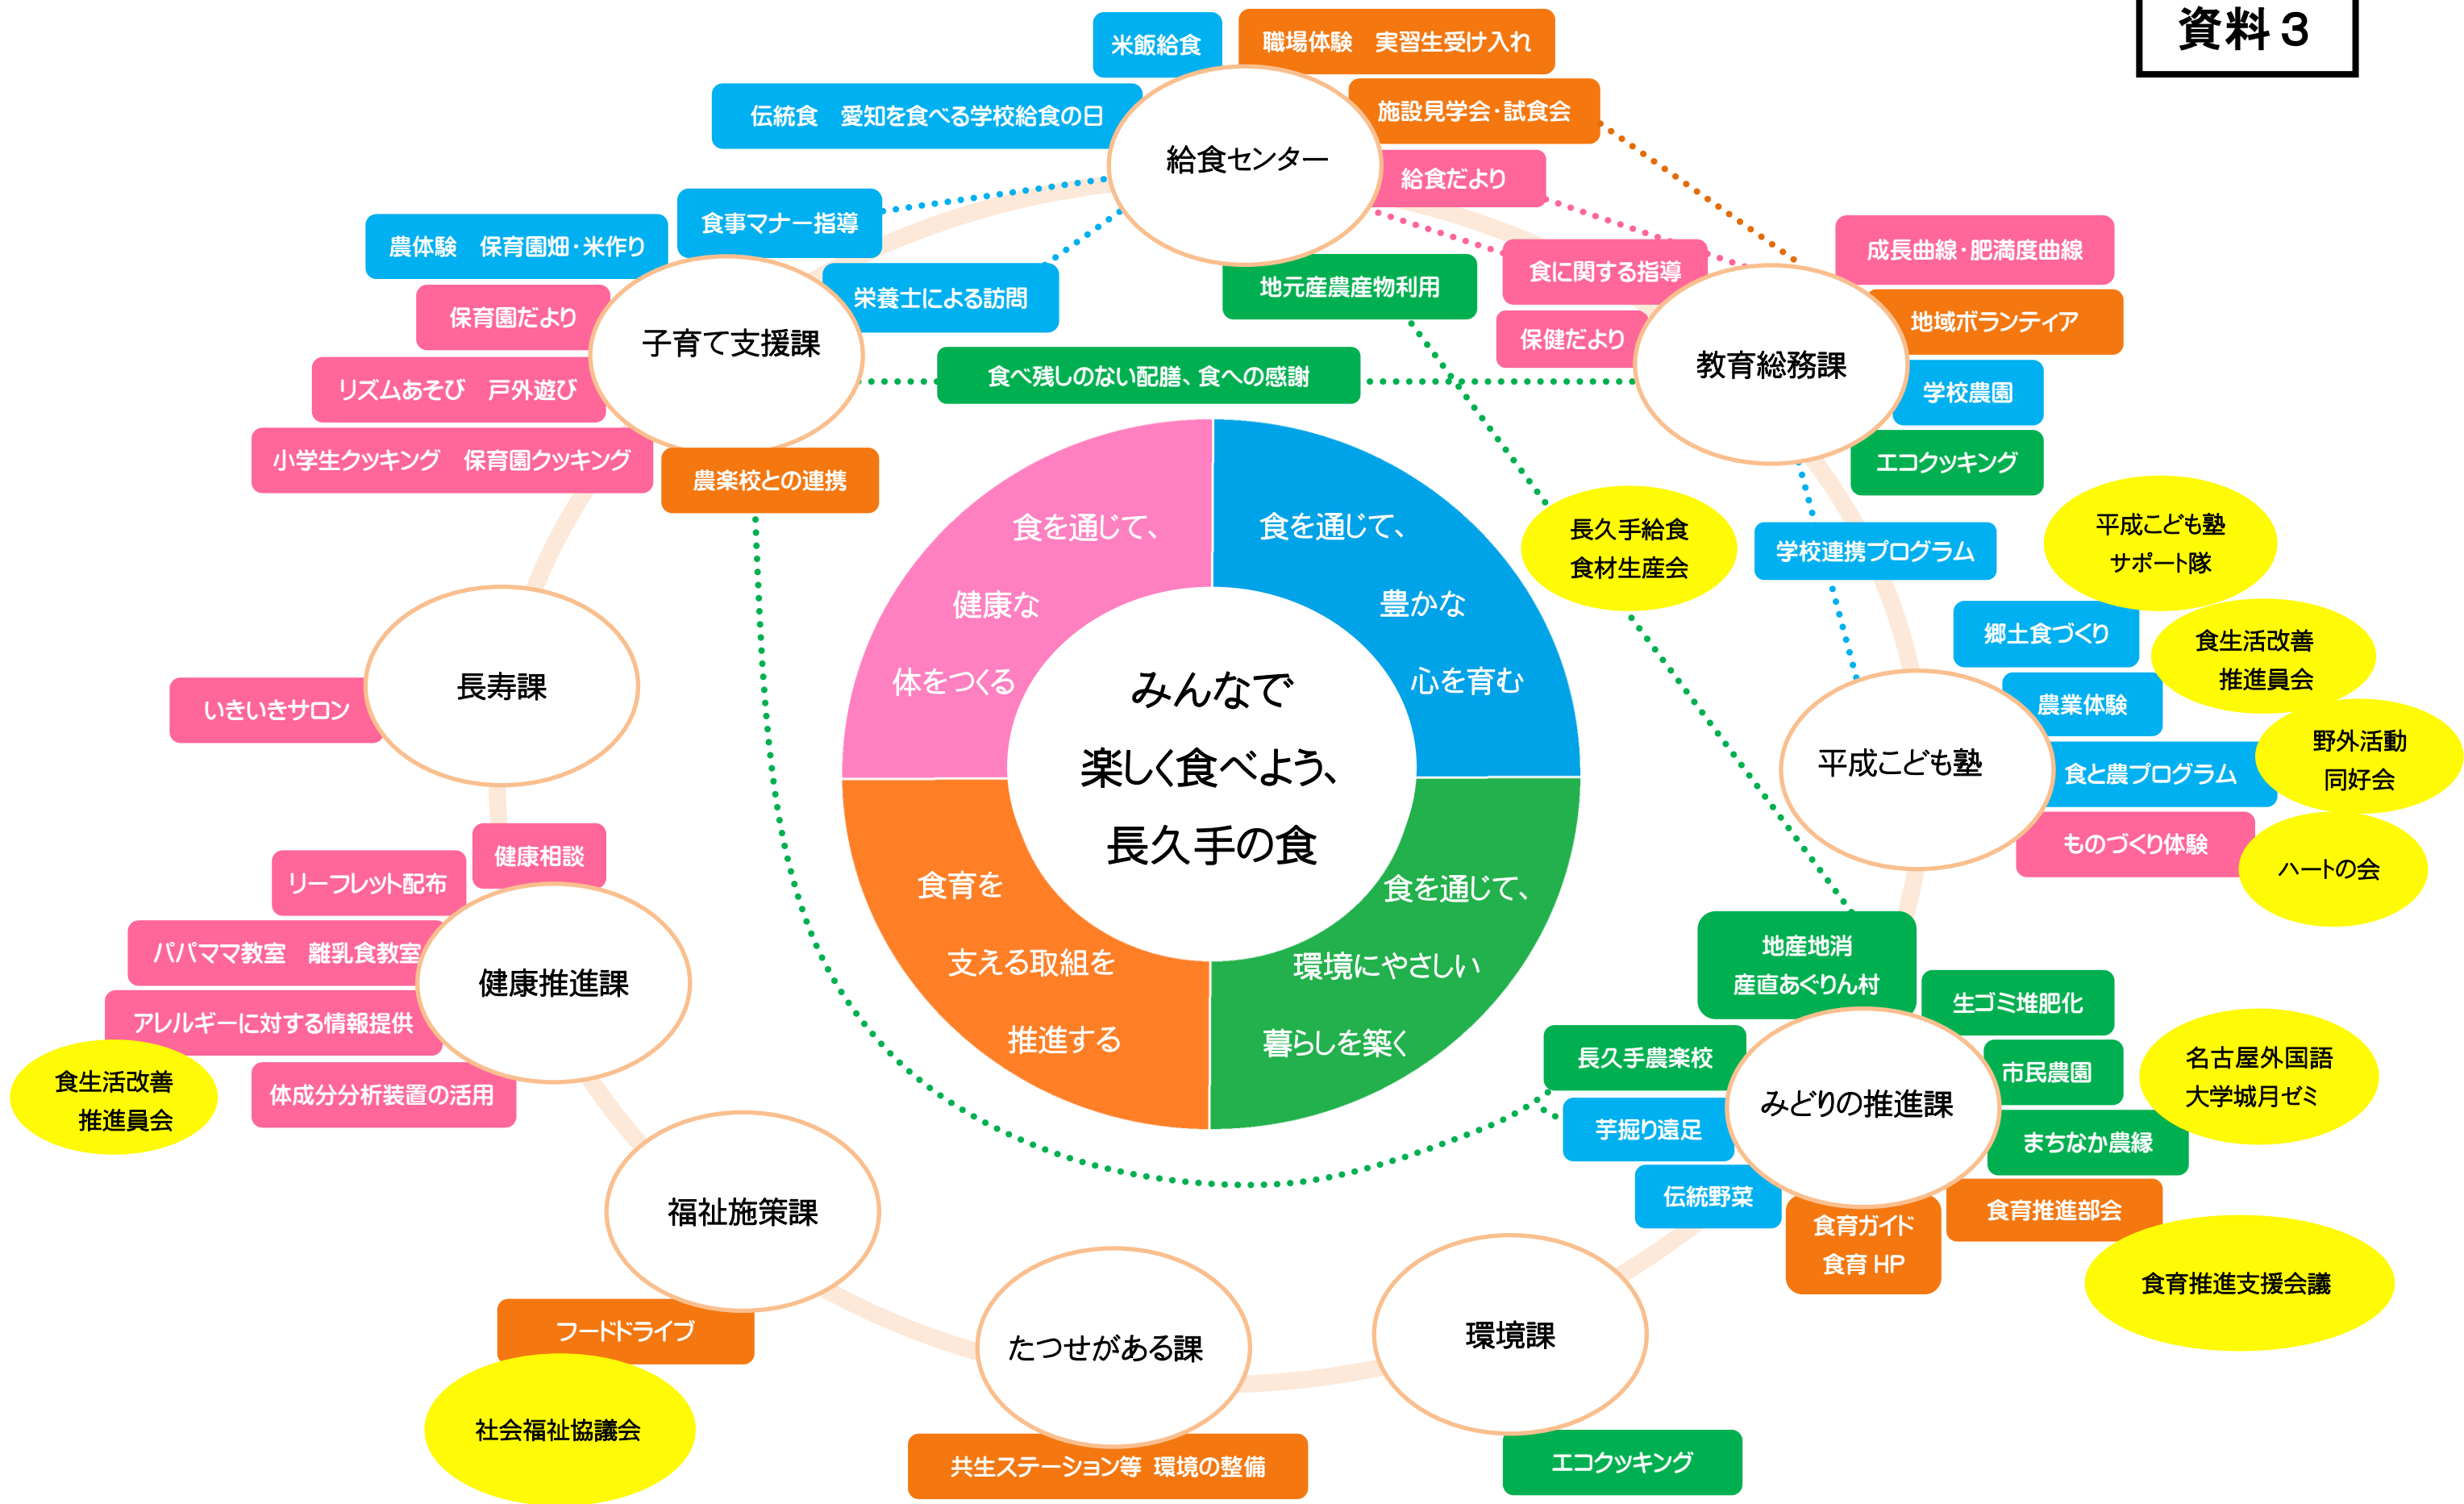 資料３
米飯給食
職場体験　実習生受け入れ
伝統食　愛知を食べる学校給食の日
施設見学会・試食会
給食センター
給食だより
食事マナー指導
農体験　保育園畑・米作り
栄養士による訪問
地元産農産物利用
食に関する指導
成長曲線・肥満度曲線
保育園だより
子育て支援課
保健だより
地域ボランティア
リズムあそび　戸外遊び
食べ残しのない配膳、食への感謝
教育総務課
学校農園
小学生クッキング　保育園クッキング
農楽校との連携
エコクッキング
長久手給食
食材生産会
学校連携プログラム
平成こども塾
サポート隊
食を通じて、
健康な
体をつくる
食を通じて、
豊かな
心を育む
郷土食づくり
食生活改善
推進員会
農業体験
長寿課
いきいきサロン
みんなで
楽しく食べよう、
長久手の食
平成こども塾
食と農プログラム
野外活動
同好会
ものづくり体験
ハートの会
健康相談
リーフレット配布
パパママ教室　離乳食教室
健康推進課
アレルギーに対する情報提供
体成分分析装置の活用
食生活改善
推進員会
食育を
支える取組を
推進する
食を通じて、
環境にやさしい
暮らしを築く
地産地消
産直あぐりん村
生ゴミ堆肥化
長久手農楽校
市民農園
名古屋外国語
大学城月ゼミ
みどりの推進課
芋掘り遠足
まちなか農縁
伝統野菜
食育ガイド
食育 HP
食育推進部会
食育推進支援会議
福祉施策課
フードドライブ
社会福祉協議会
たつせがある課
共生ステーション等 環境の整備
環境課
エコクッキング